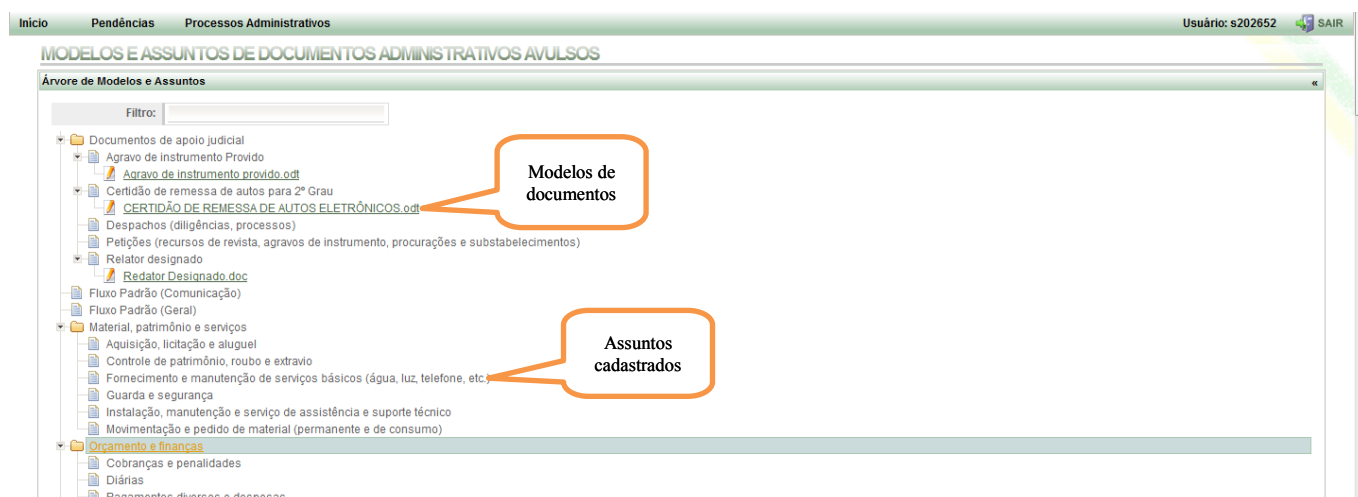 Início Pendências Processos Administrativos Usuário: s202652 SAIR
MODELOS E ASSUNTOS DE DOCUMENTOS ADMINISTRATIVOS AVULSOS
Árvore de Modelos e Assuntos «
Filtro:
Documentos de apoio judicial
Agravo de instrumento Provido
Agravo de instrumento provido.odt
Certidão de remessa de autos para 2º Grau
CERTIDÃO DE REMESSA DE AUTOS ELETRÔNICOS.odt
Modelos de
documentos
Despachos (diligências, processos)
Petições (recursos de revista, agravos de instrumento, procurações e substabelecimentos)
Relator designado
Redator Designado.doc
Fluxo Padrão (Comunicação)
Fluxo Padrão (Geral)
Material, patrimônio e serviços
Aquisição, licitação e aluguel
Controle de patrimônio, roubo e extravio
Fornecimento e manutenção de serviços básicos (água, luz, telefone, etc.)
Assuntos
cadastrados
Guarda e segurança
Instalação, manutenção e serviço de assistência e suporte técnico
Movimentação e pedido de material (permanente e de consumo)
Orçamento e finanças
Cobranças e penalidades
Diárias
Pagamentos diversos e despesas